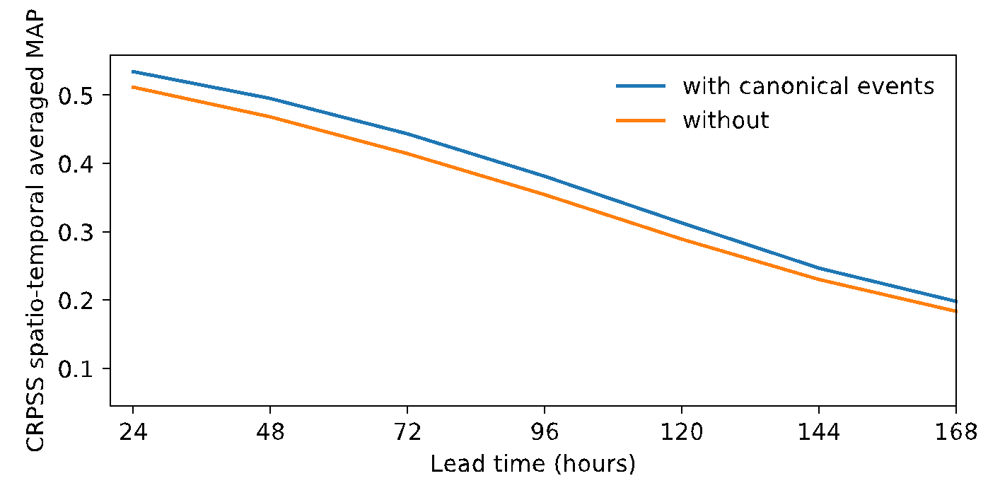 CRPSS spatio-temporal averaged MAP
0.5
0.4
0.3
0.2
0.1
with canonical events
without
24 48 72 96 120 144 168
Lead time (hours)